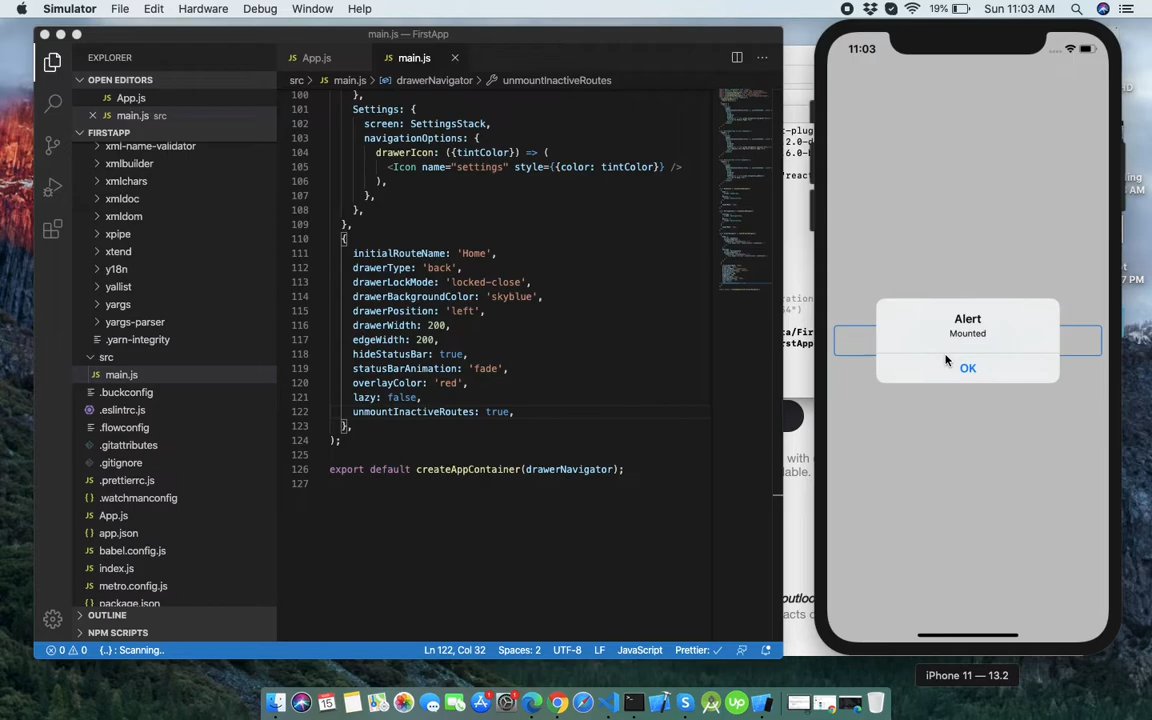 Simulator File Edit Hardware Debug Window Help
19% Sun 11:03 AM
main.js — FirstApp
EXPLORER
OPEN EDITORS
App.js
main.js src
FIRSTAPP
xml-name-validator
xmlbuilder
xmlchars
xmldoc
xmldom
xpipe
xtend
y18n
yallist
yargs
yargs-parser
.yarn-integrity
src
main.js
.buckconfig
.eslintrc.js
.flowconfig
.gitattributes
.gitignore
.prettierrc.js
.watchmanconfig
App.js
app.json
babel.config.js
index.js
metro.config.js
package.json
OUTLINE
NPM SCRIPTS
App.js main.js
src main.js drawerNavigator unmountInactiveRoutes
100 },
101 Settings: {
102 screen: SettingsStack,
103 navigationOptions: {
104 drawerIcon: ({tintColor}) => (
105 <Icon name="settings" style={{color: tintColor}} />
106 ),
107 },
108 },
109 },
110 {
111 initialRouteName: 'Home',
112 drawerType: 'back',
113 drawerLockMode: 'locked-close',
114 drawerBackgroundColor: 'skyblue',
115 drawerPosition: 'left',
116 drawerWidth: 200,
117 edgeWidth: 200,
118 hideStatusBar: true,
119 statusBarAnimation: 'fade',
120 overlayColor: 'red',
121 lazy: false,
122 unmountInactiveRoutes: true,
123 },
124 );
125
126 export default createAppContainer(drawerNavigator);
127
0 0 {..} : Scanning.. Ln 122, Col 32 Spaces: 2 UTF-8 LF JavaScript Prettier: ✓
11:03
Alert
Mounted
OK
iPhone 11 — 13.2